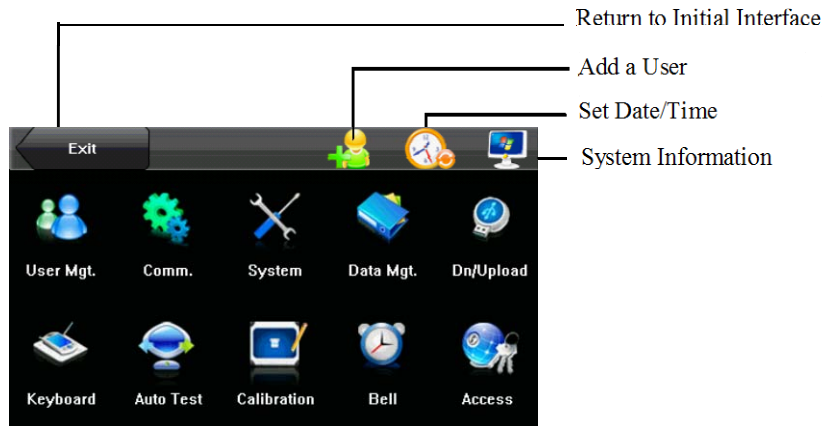 Return to Initial Interface
Add a User
Set Date/Time
System Information
Exit
User Mgt. Comm. System Data Mgt. Dn/Upload
Keyboard Auto Test Calibration Bell Access